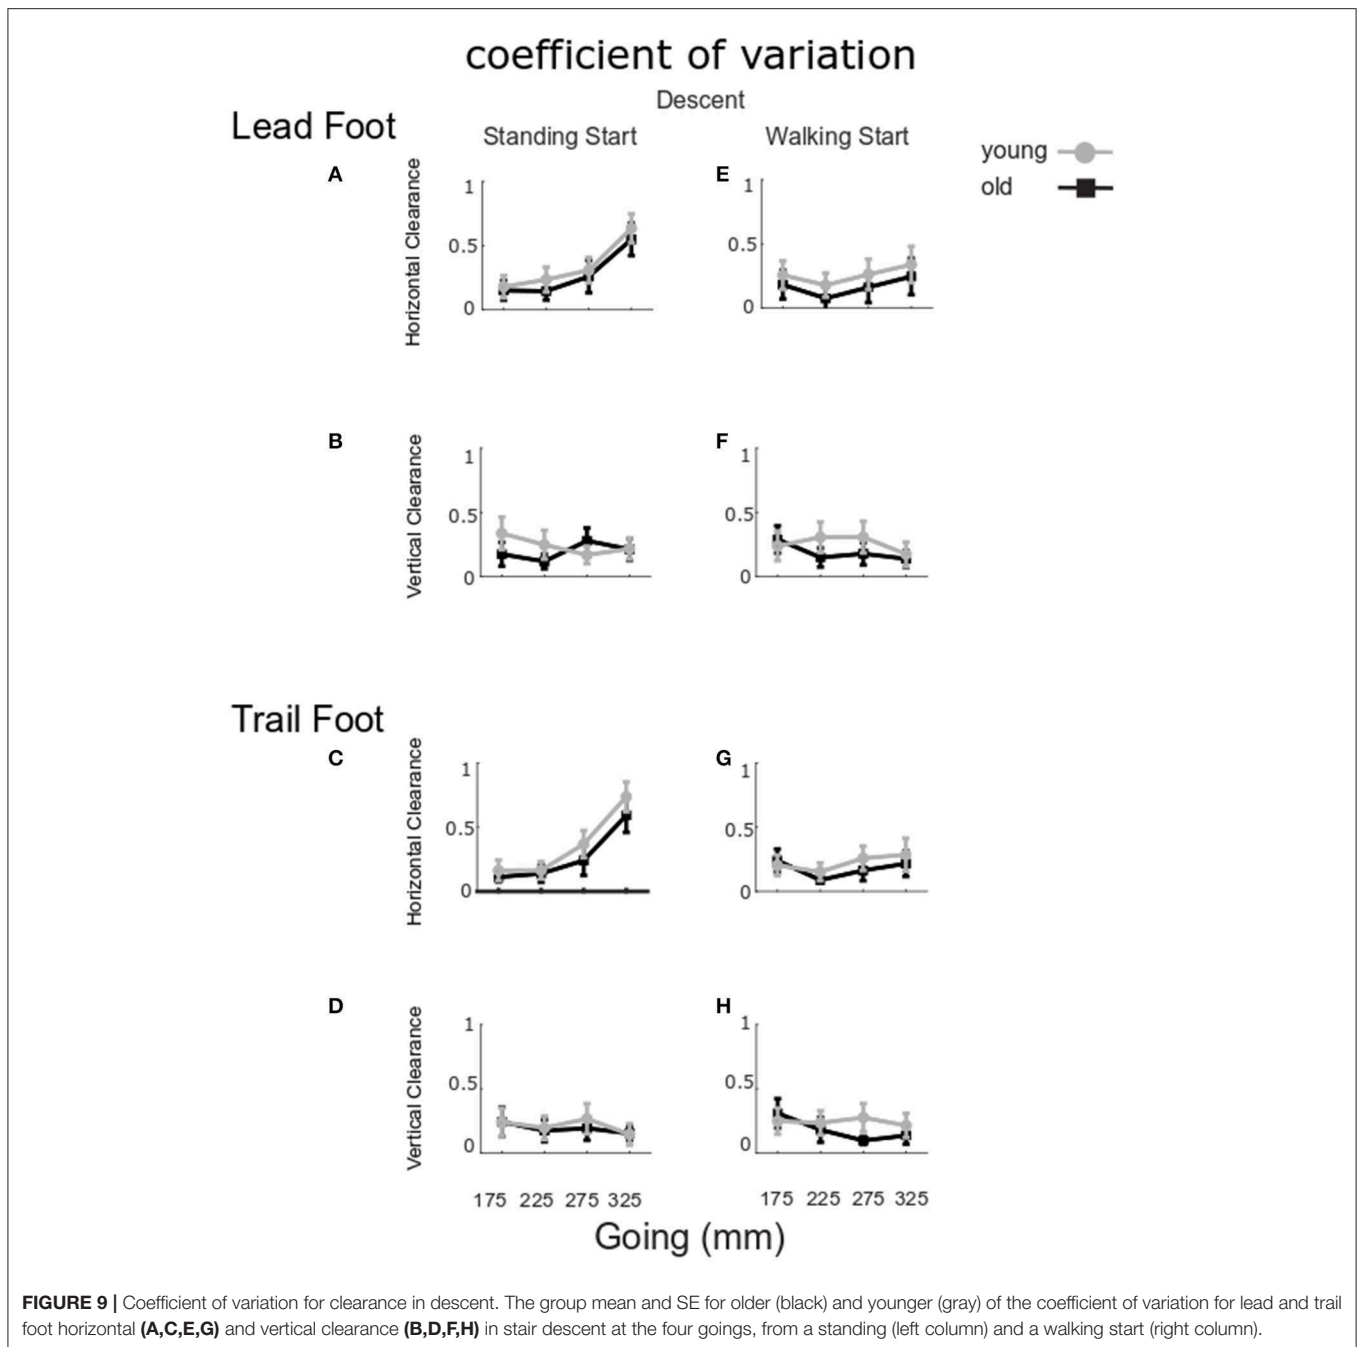 coefficient of variation
Descent
Lead Foot
Standing Start
Walking Start
young
old
A
Horizontal Clearance
1
0.5
0
E
1
0.5
0
B
Vertical Clearance
1
0.5
0
F
1
0.5
0
Trail Foot
C
Horizontal Clearance
1
0.5
0
G
1
0.5
0
D
Vertical Clearance
1
0.5
0
H
1
0.5
0
175 225 275 325
175 225 275 325
Going (mm)
FIGURE 9 | Coefficient of variation for clearance in descent. The group mean and SE for older (black) and younger (gray) of the coefficient of variation for lead and trail
foot horizontal (A,C,E,G) and vertical clearance (B,D,F,H) in stair descent at the four goings, from a standing (left column) and a walking start (right column).